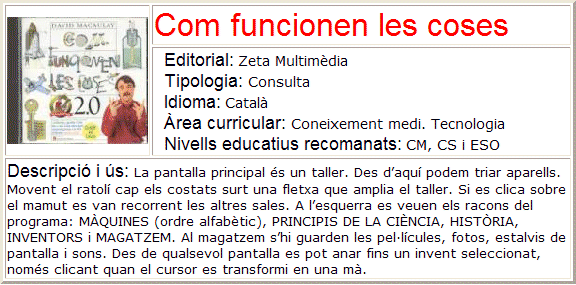 DAVID MACAULAY
COM
FUNCIONEN
LES COSES
2.0
Com funcionen les coses
Editorial: Zeta Multimèdia
Tipologia: Consulta
Idioma: Català
Àrea curricular: Coneixement medi. Tecnologia
Nivells educatius recomanats: CM, CS i ESO
Descripció i ús: La pantalla principal és un taller. Des d’aquí podem triar aparells.
Movent el ratolí cap els costats surt una fletxa que amplia el taller. Si es clica sobre
el mamut es van recorrent les altres sales. A l’esquerra es veuen els racons del
programa: MÀQUINES (ordre alfabètic), PRINCIPIS DE LA CIÈNCIA, HISTÒRIA,
INVENTORS i MAGATZEM. Al magatzem s’hi guarden les pel·lícules, fotos, estalvis de
pantalla i sons. Des de qualsevol pantalla es pot anar fins un invent seleccionat,
només clicant quan el cursor es transformi en una mà.